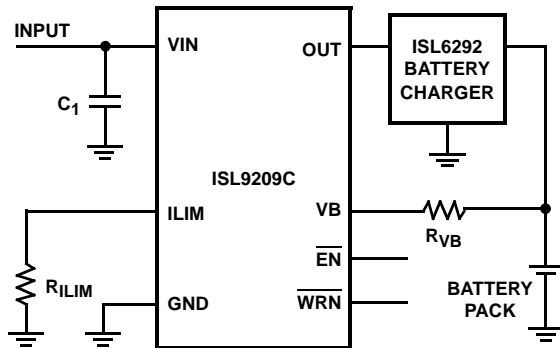 INPUT
VIN
OUT
ISL6292
BATTERY
CHARGER
C1
ISL9209C
ILIM
VB
RVB
EN
RILIM
GND
WRN
BATTERY
PACK